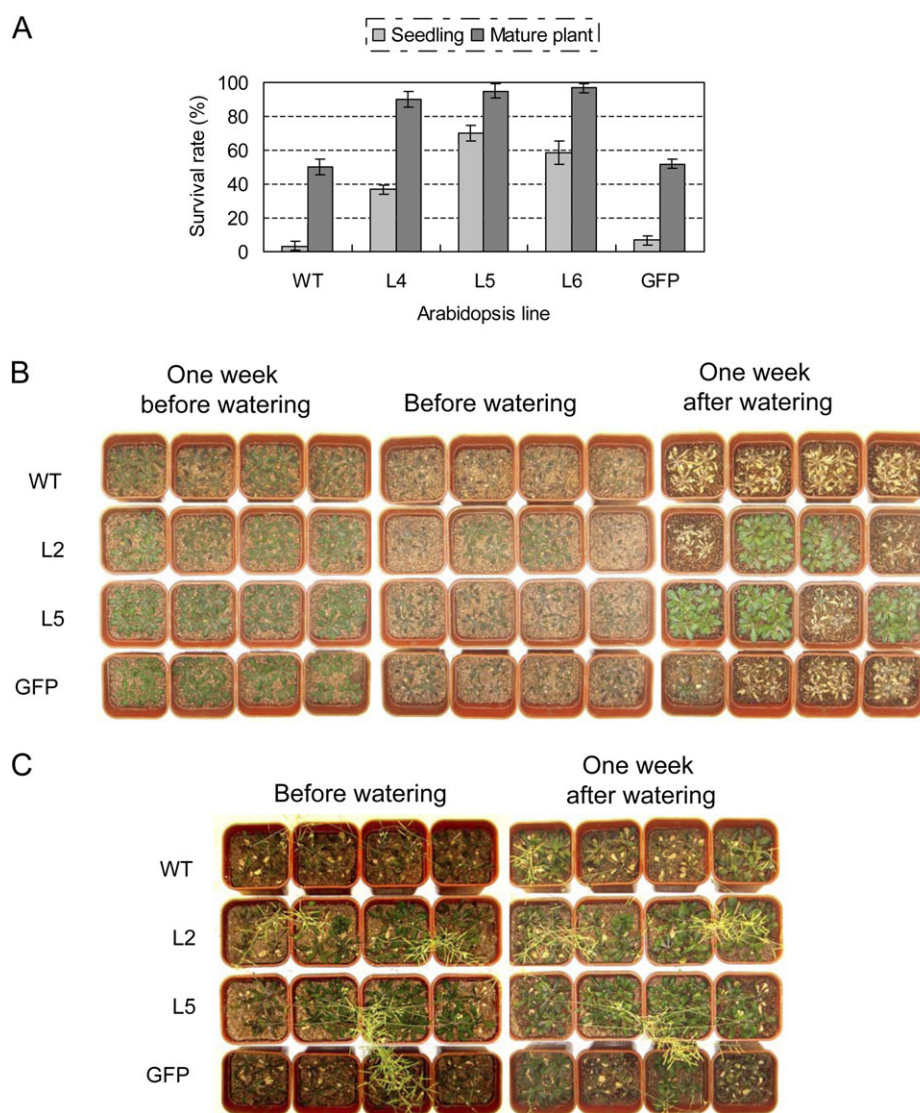 A
Seedling Mature plant
Survival rate (%)
100
80
60
40
20
0
WT L4 L5 L6 GFP
Arabidopsis line
B
One week
before watering
Before watering
One week
after watering
WT
L2
L5
GFP
C
Before watering
One week
after watering
WT
L2
L5
GFP